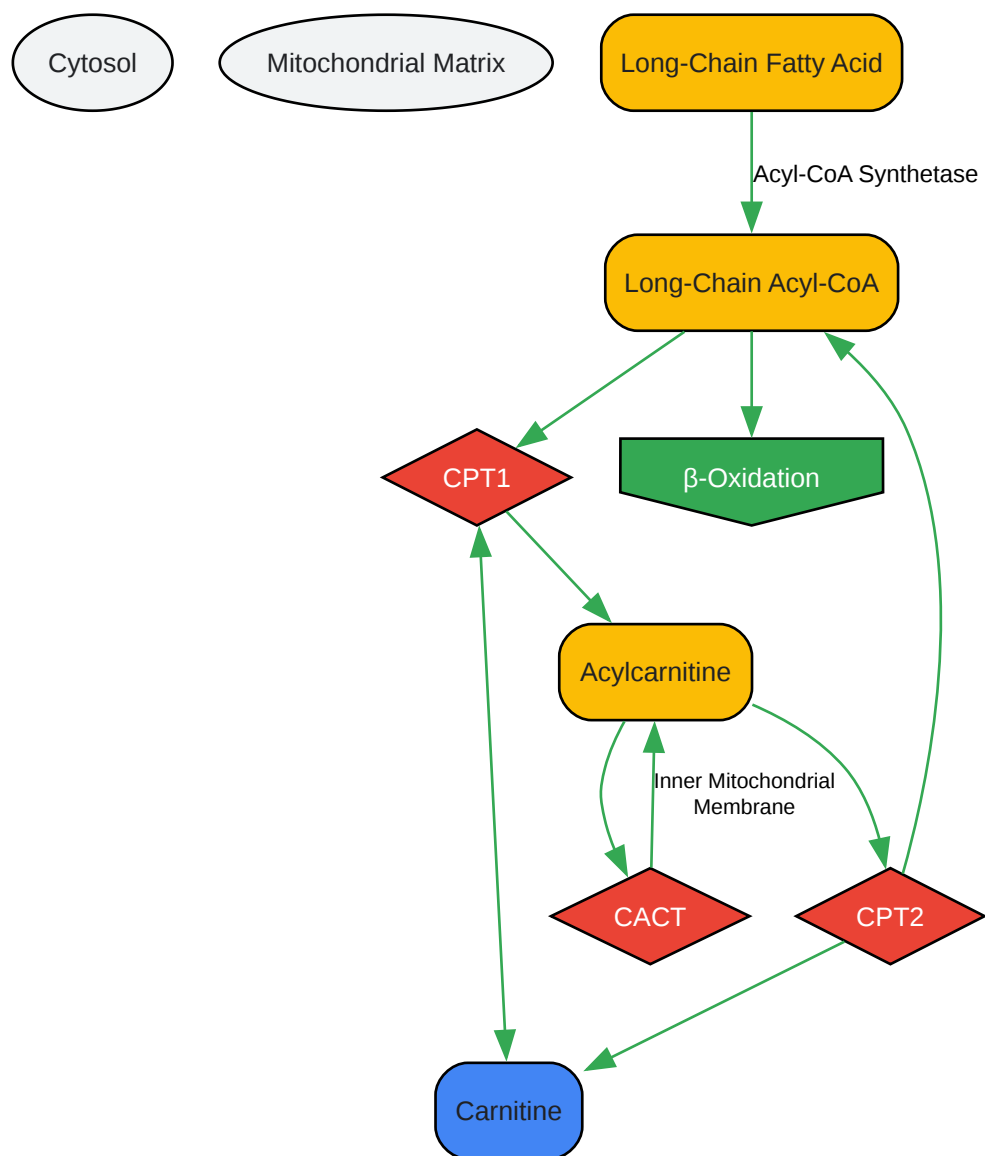 Cytosol
Mitochondrial Matrix
Long-Chain Fatty Acid
Acyl-CoA Synthetase
Long-Chain Acyl-CoA
CPT1
β-Oxidation
Acylcarnitine
Inner Mitochondrial
Membrane
CACT
CPT2
Carnitine